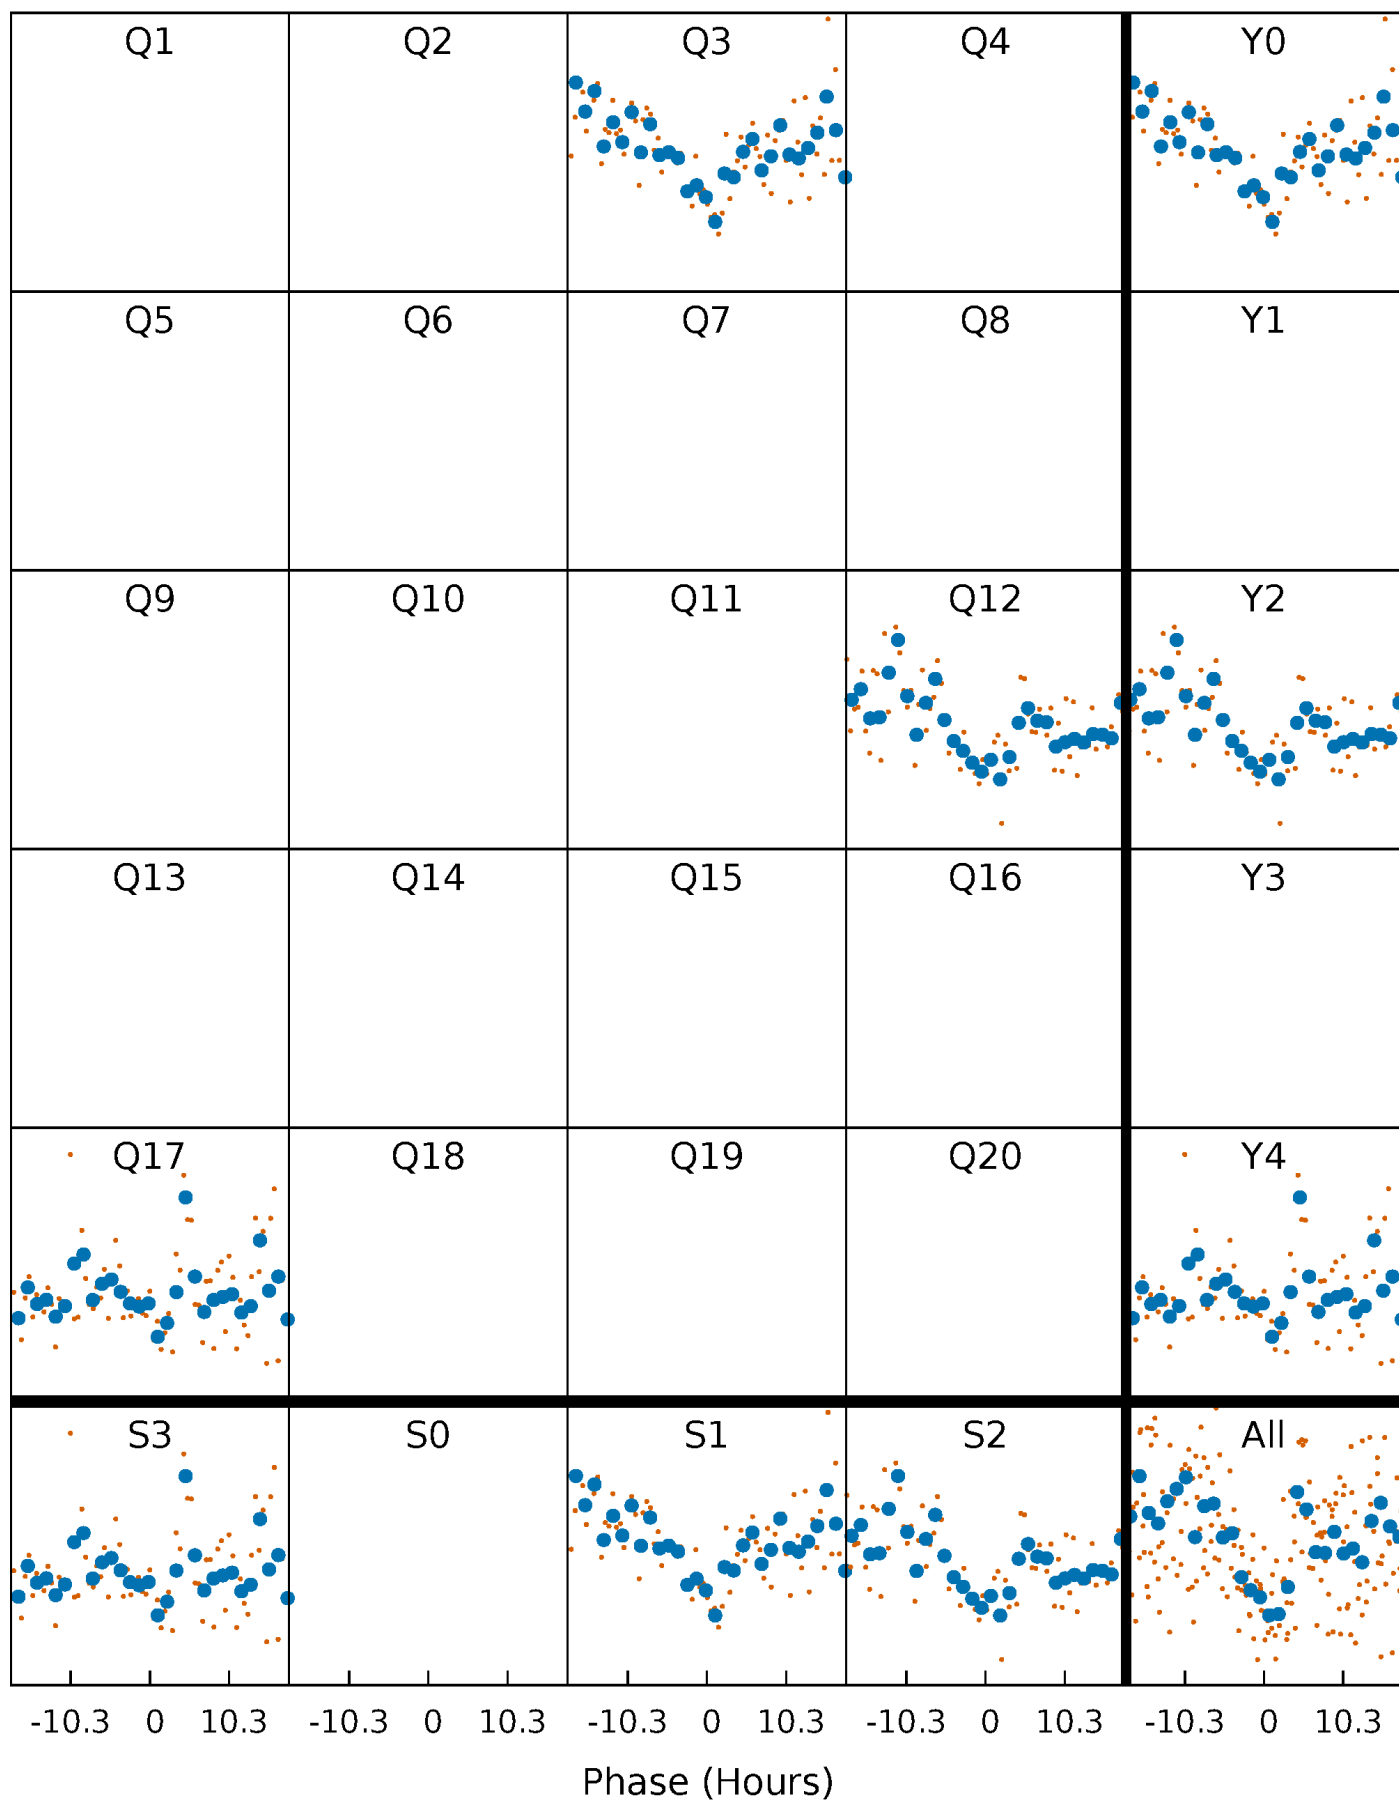 Q1 Q2 Q3 Q4 Y0
Q5 Q6 Q7 Q8 Y1
Q9 Q10 Q11 Q12 Y2
Q13 Q14 Q15 Q16 Y3
Q17 Q18 Q19 Q20 Y4
S3 S0 S1 S2 All
-10.3 0 10.3 -10.3 0 10.3 -10.3 0 10.3 -10.3 0 10.3 -10.3 0 10.3
Phase (Hours)